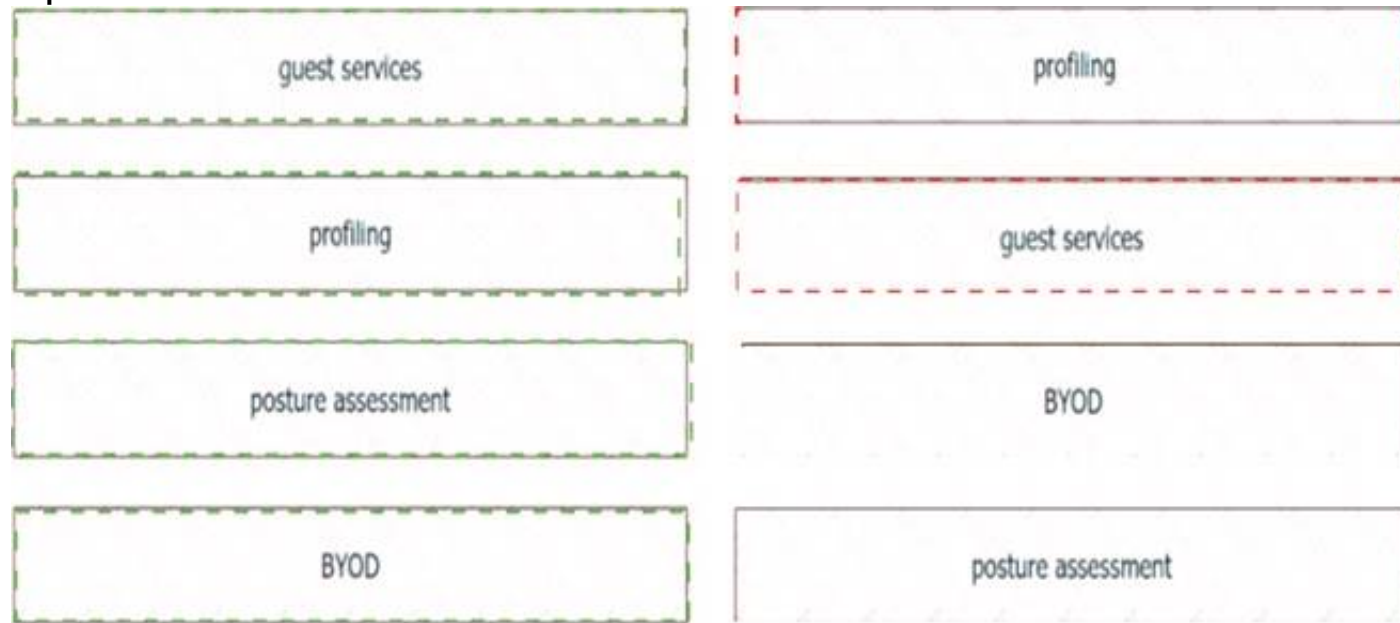 guest services
profiling
profiling
guest services
posture assessment
BYOD
BYOD
posture assessment